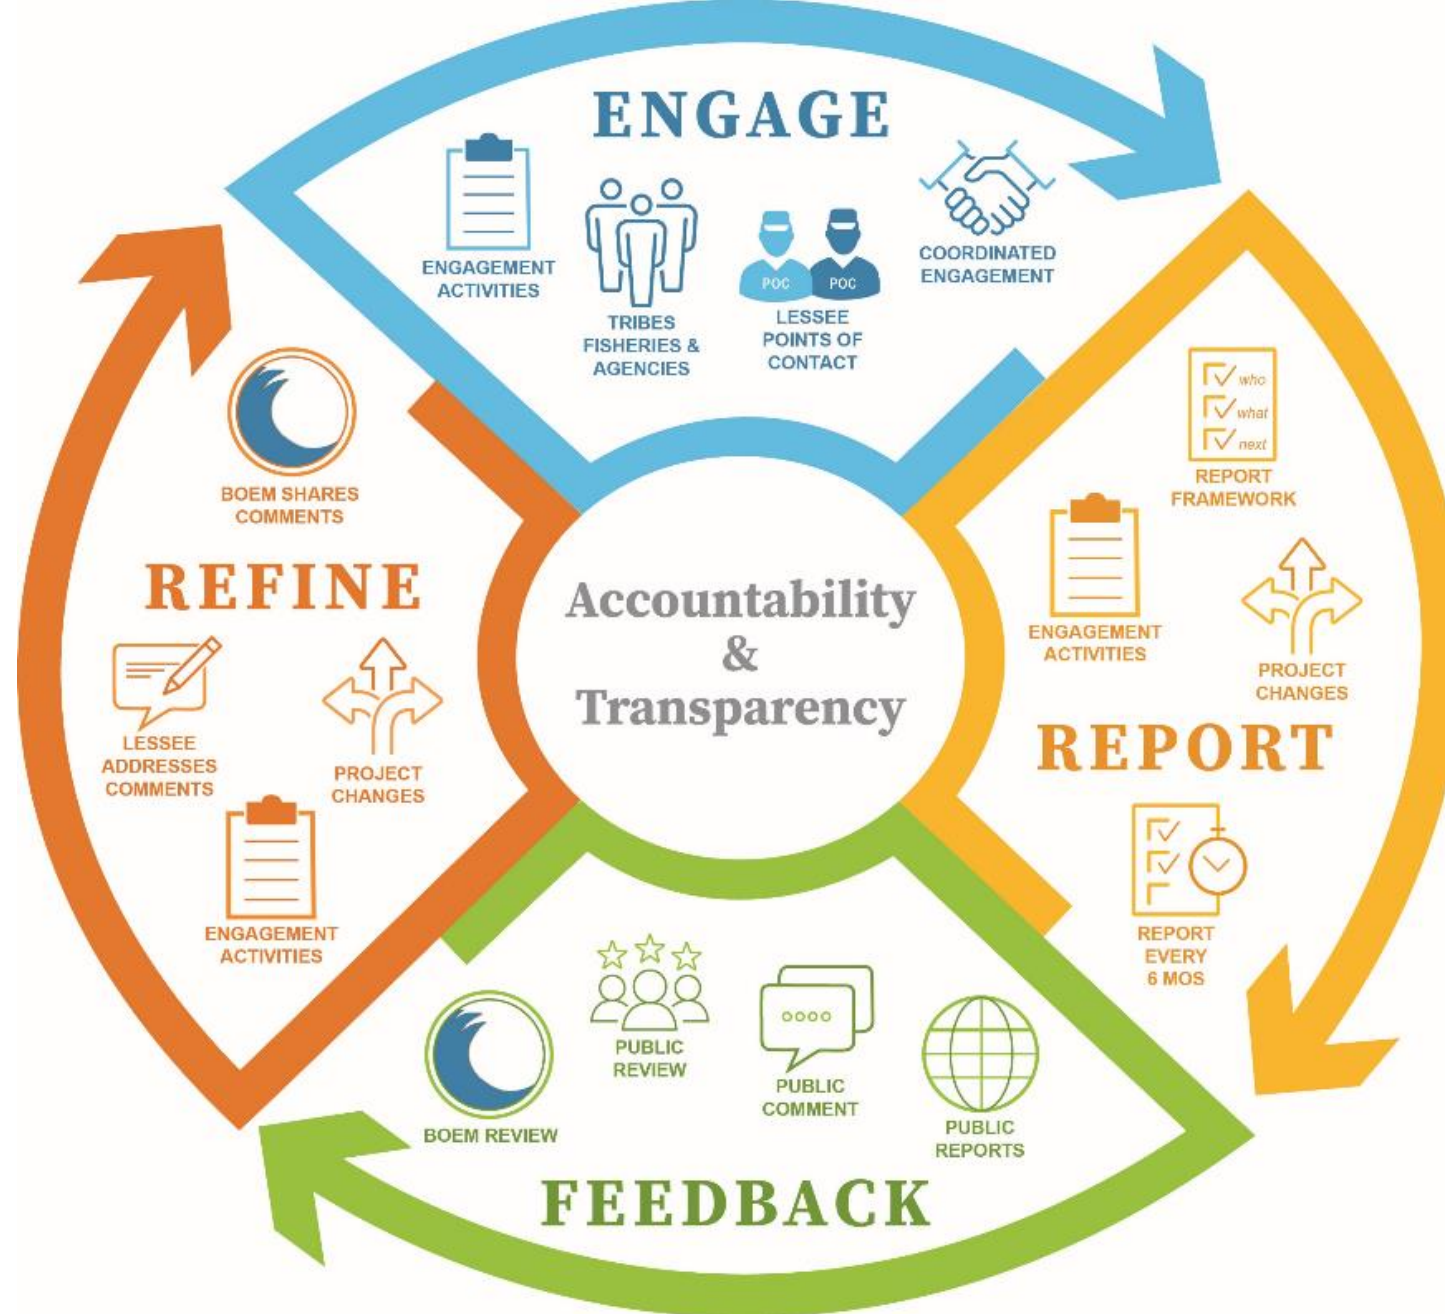 ENGAGE
ENGAGEMENT
ACTIVITIES
TRIBES
FISHERIES &
AGENCIES
POC
POC
LESSEE
POINTS OF
CONTACT
COORDINATED
ENGAGEMENT
who
what
next
REPORT
FRAMEWORK
ENGAGEMENT
ACTIVITIES
PROJECT
CHANGES
REPORT
REPORT
EVERY
6 MOS
FEEDBACK
PUBLIC
REPORTS
PUBLIC
COMMENT
PUBLIC
REVIEW
BOEM REVIEW
REFINE
BOEM SHARES
COMMENTS
LESSEE
ADDRESSES
COMMENTS
PROJECT
CHANGES
ENGAGEMENT
ACTIVITIES
Accountability
&
Transparency